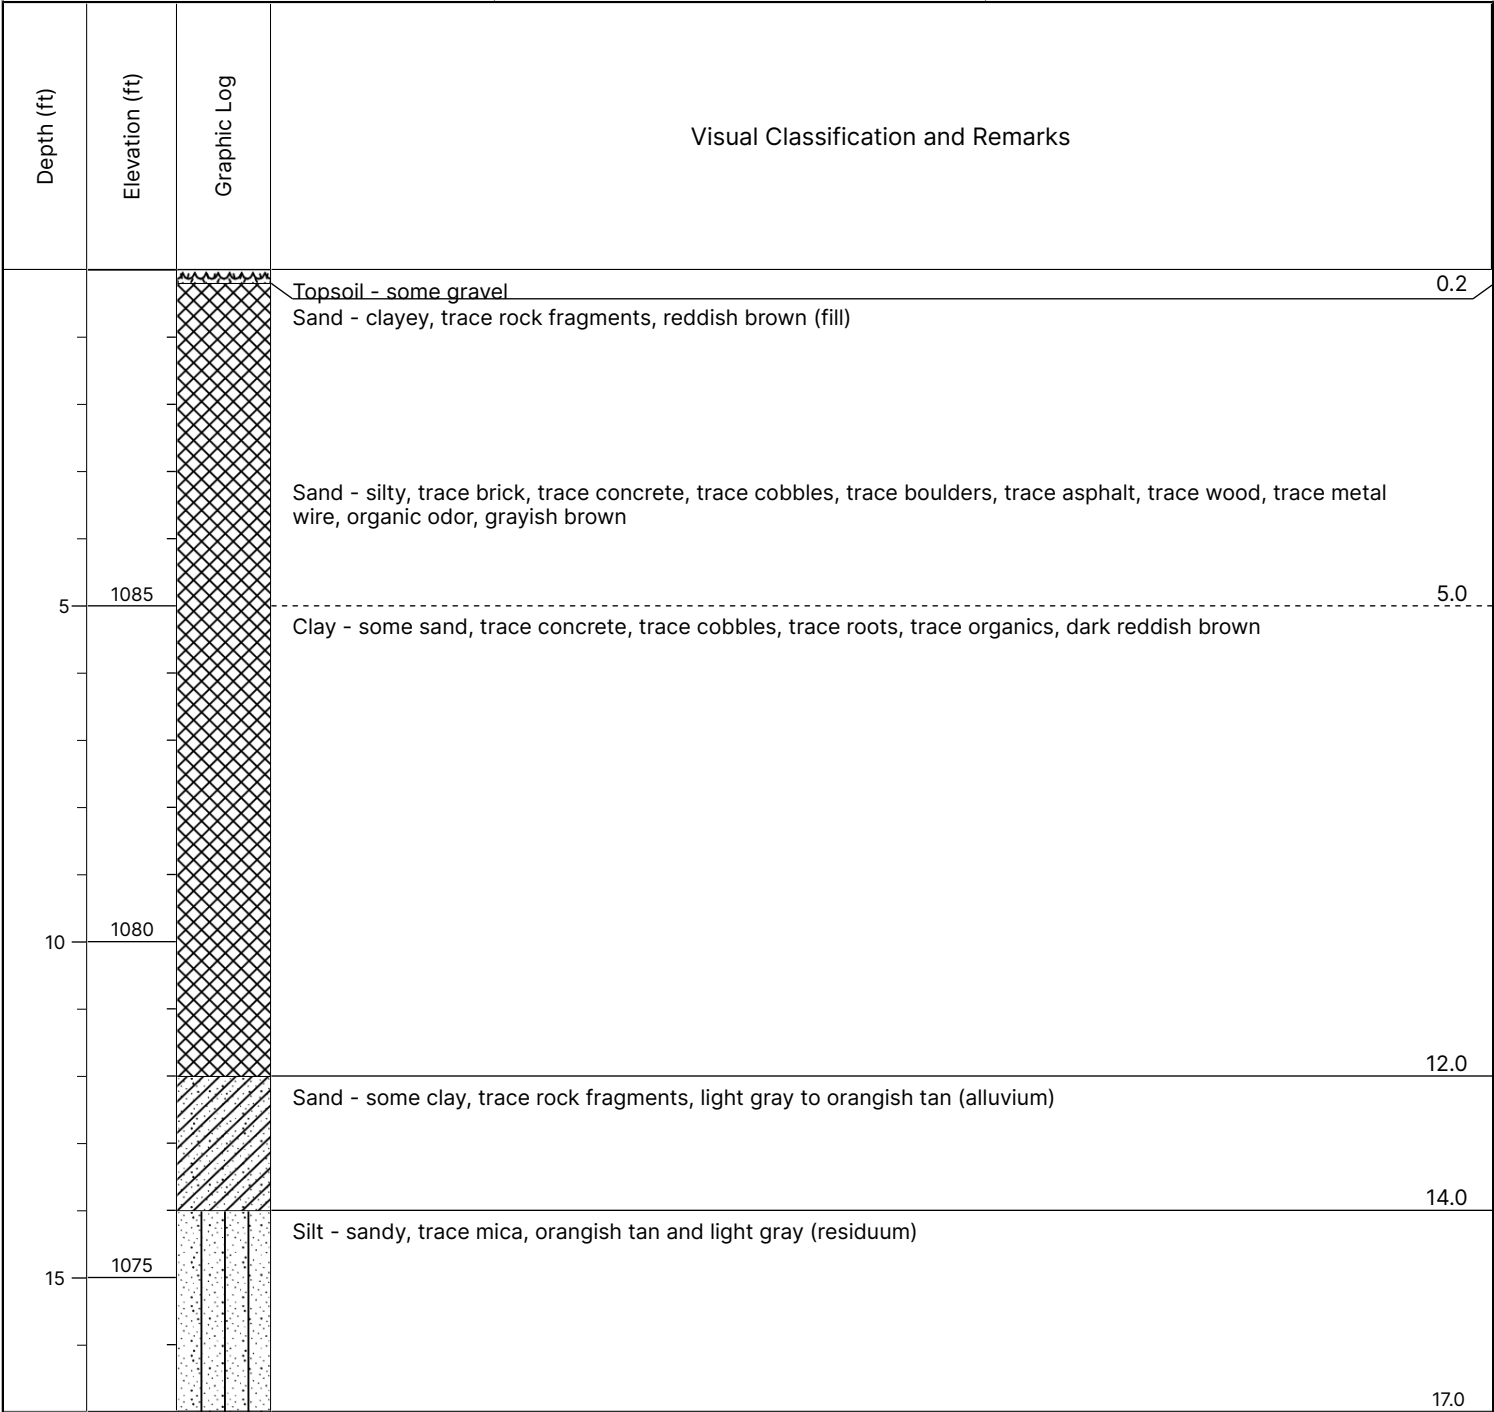 Depth (ft)
Elevation (ft)
Graphic Log
Visual Classification and Remarks
Topsoil - some gravel
0.2
Sand - clayey, trace rock fragments, reddish brown (fill)
Sand - silty, trace brick, trace concrete, trace cobbles, trace boulders, trace asphalt, trace wood, trace metal
wire, organic odor, grayish brown
5
1085
5.0
Clay - some sand, trace concrete, trace cobbles, trace roots, trace organics, dark reddish brown
10
1080
12.0
Sand - some clay, trace rock fragments, light gray to orangish tan (alluvium)
14.0
Silt - sandy, trace mica, orangish tan and light gray (residuum)
15
1075
17.0